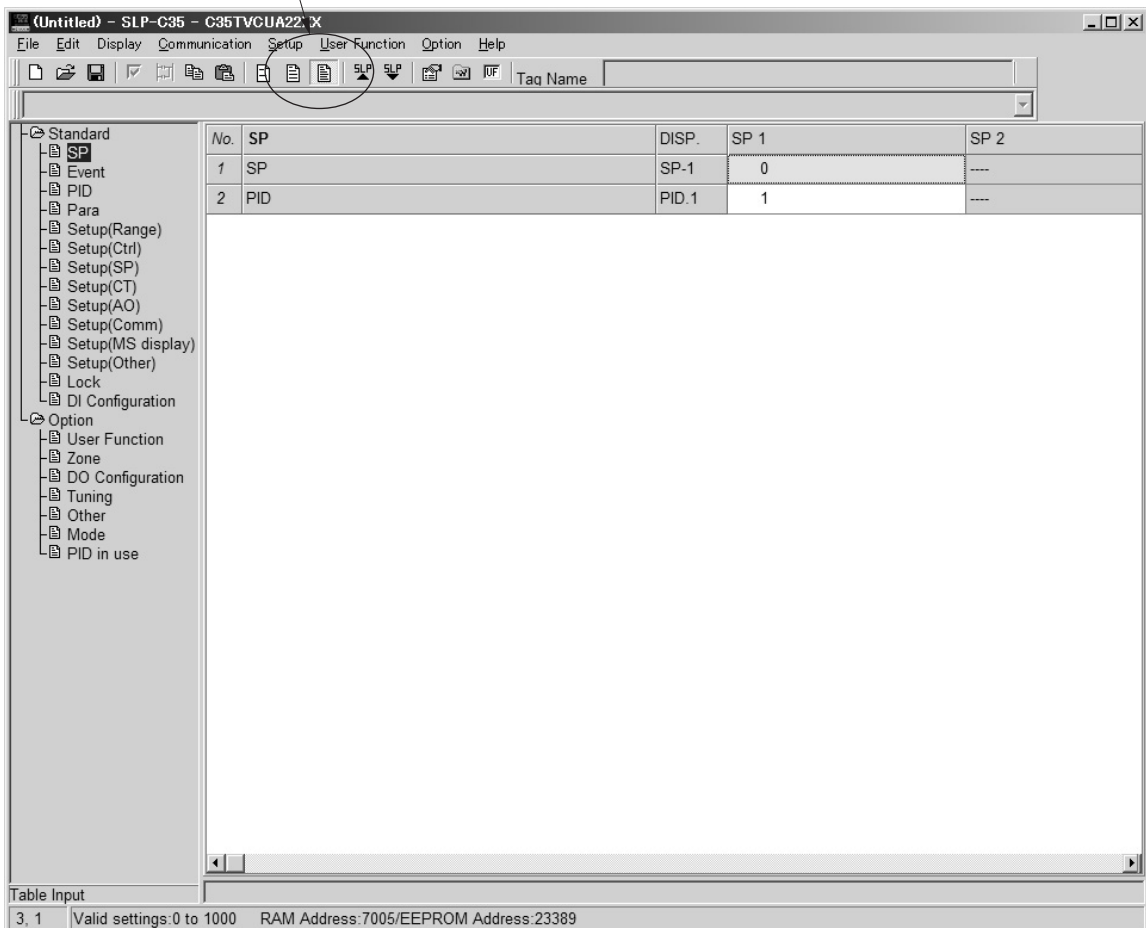 (Untitled) - SLP-C35 - C35TVCUA22XX
File Edit Display Communication Setup User Function Option Help
SLP SLP UF Tag Name
Standard
SP
Event
PID
Para
Setup(Range)
Setup(Ctrl)
Setup(SP)
Setup(CT)
Setup(AO)
Setup(Comm)
Setup(MS display)
Setup(Other)
Lock
DI Configuration
Option
User Function
Zone
DO Configuration
Tuning
Other
Mode
PID in use
No. SP DISP. SP 1 SP 2
1 SP SP-1 0 ----
2 PID PID.1 1 ----
Table Input
3, 1 Valid settings:0 to 1000 RAM Address:7005/EEPROM Address:23389